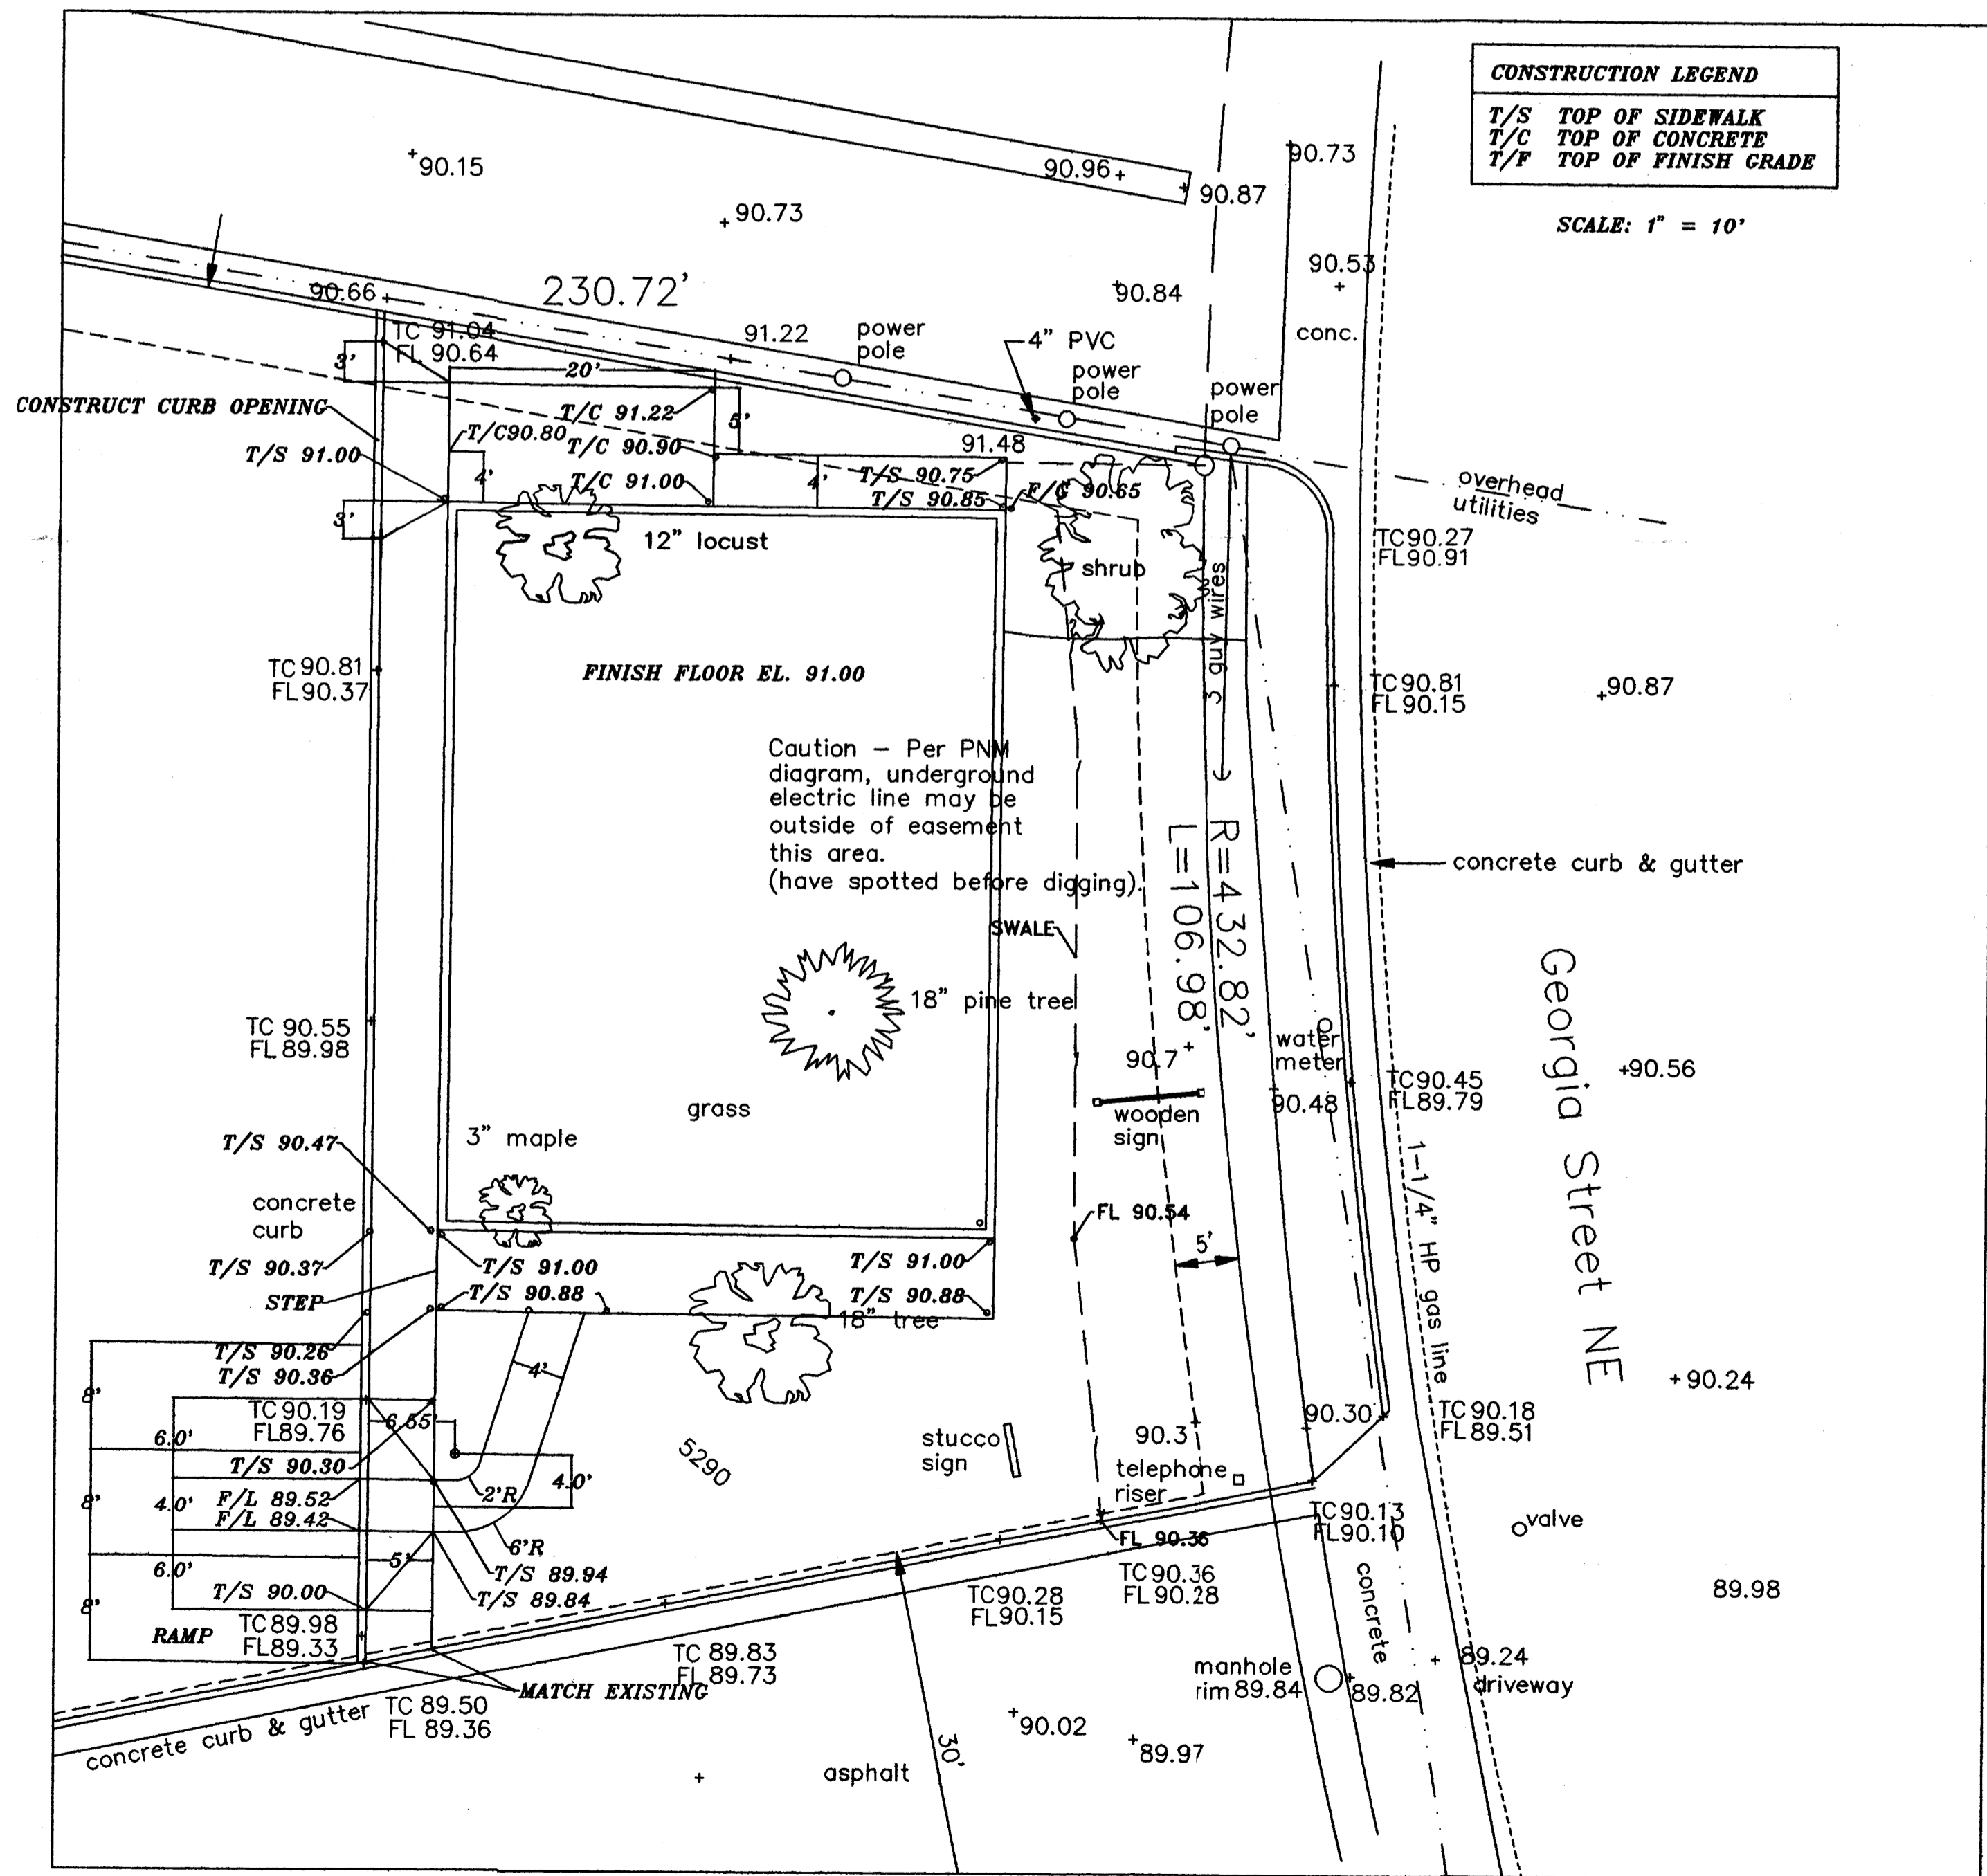 CONSTRUCTION LEGEND
T/S TOP OF SIDEWALK
T/C TOP OF CONCRETE
T/F TOP OF FINISH GRADE
SCALE: 1" = 10'
90.15
90.73
90.96
90.87
90.73
90.53
conc.
90.84
90.66
230.72'
91.22
power
pole
4" PVC
power
pole
power
pole
TC 91.04
FL 90.64
3'
20'
CONSTRUCT CURB OPENING
T/C 91.22
5'
T/C90.80
T/C 90.90
91.48
T/S 91.00
4'
T/C 91.00
4'
T/S 90.75
T/S 90.85
F/C 90.65
3'
overhead
utilities
12" locust
shrub
TC90.27
FL90.91
3 guy wires
TC90.81
FL90.37
FINISH FLOOR EL. 91.00
TC90.81
FL90.15
90.87
Caution – Per PNM
diagram, underground
electric line may be
outside of easement
this area.
(have spotted before digging).
R=432.82'
L=106.98'
concrete curb & gutter
SWALE
18" pine tree
TC 90.55
FL89.98
90.7
water
meter
90.48
TC90.45
FL89.79
90.56
Georgia Street NE
wooden
sign
grass
3" maple
T/S 90.47
concrete
curb
T/S 90.37
STEP
T/S 91.00
T/S 90.88
T/S 91.00
T/S 90.88
18" tree
FL 90.54
5'
1-1/4" HP gas line
90.24
T/S 90.26
T/S 90.36
8'
4'
TC90.19
FL89.76
6.65'
6.0'
T/S 90.30
F/L 89.52
F/L 89.42
8'
4.0'
2'R
4.0'
6'R
5290
stucco
sign
90.3
90.30
telephone
riser
TC90.18
FL89.51
TC90.13
FL90.10
valve
FL 90.36
TC90.36
FL90.28
TC90.28
FL90.15
6.0'
5'
T/S 89.94
T/S 89.84
T/S 90.00
8'
RAMP
TC89.98
FL89.33
TC 89.83
FL89.73
MATCH EXISTING
TC 89.50
FL 89.36
concrete curb & gutter
30'
asphalt
90.02
89.97
manhole
rim 89.84
89.82
concrete
89.24
driveway
89.98